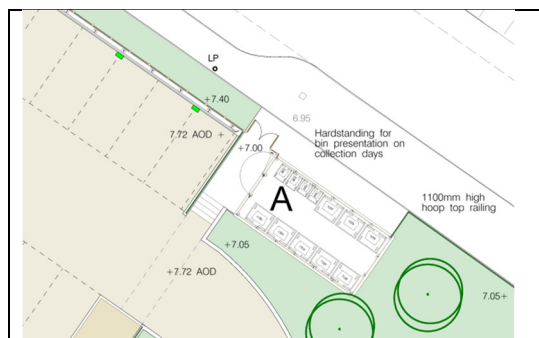 LP
+7.40
6.95
7.72 AOD +
+7.00
Hardstanding for
bin presentation on
collection days
A
1100mm high
hoop top railing
+7.05
+7.72 AOD
7.05+